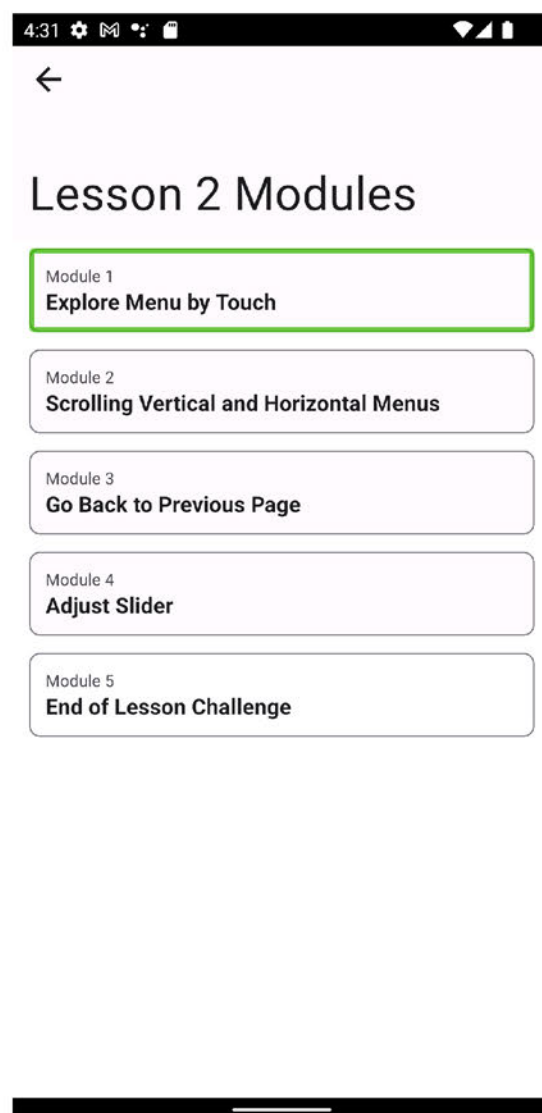 4:31
Lesson 2 Modules
Module 1
Explore Menu by Touch
Module 2
Scrolling Vertical and Horizontal Menus
Module 3
Go Back to Previous Page
Module 4
Adjust Slider
Module 5
End of Lesson Challenge